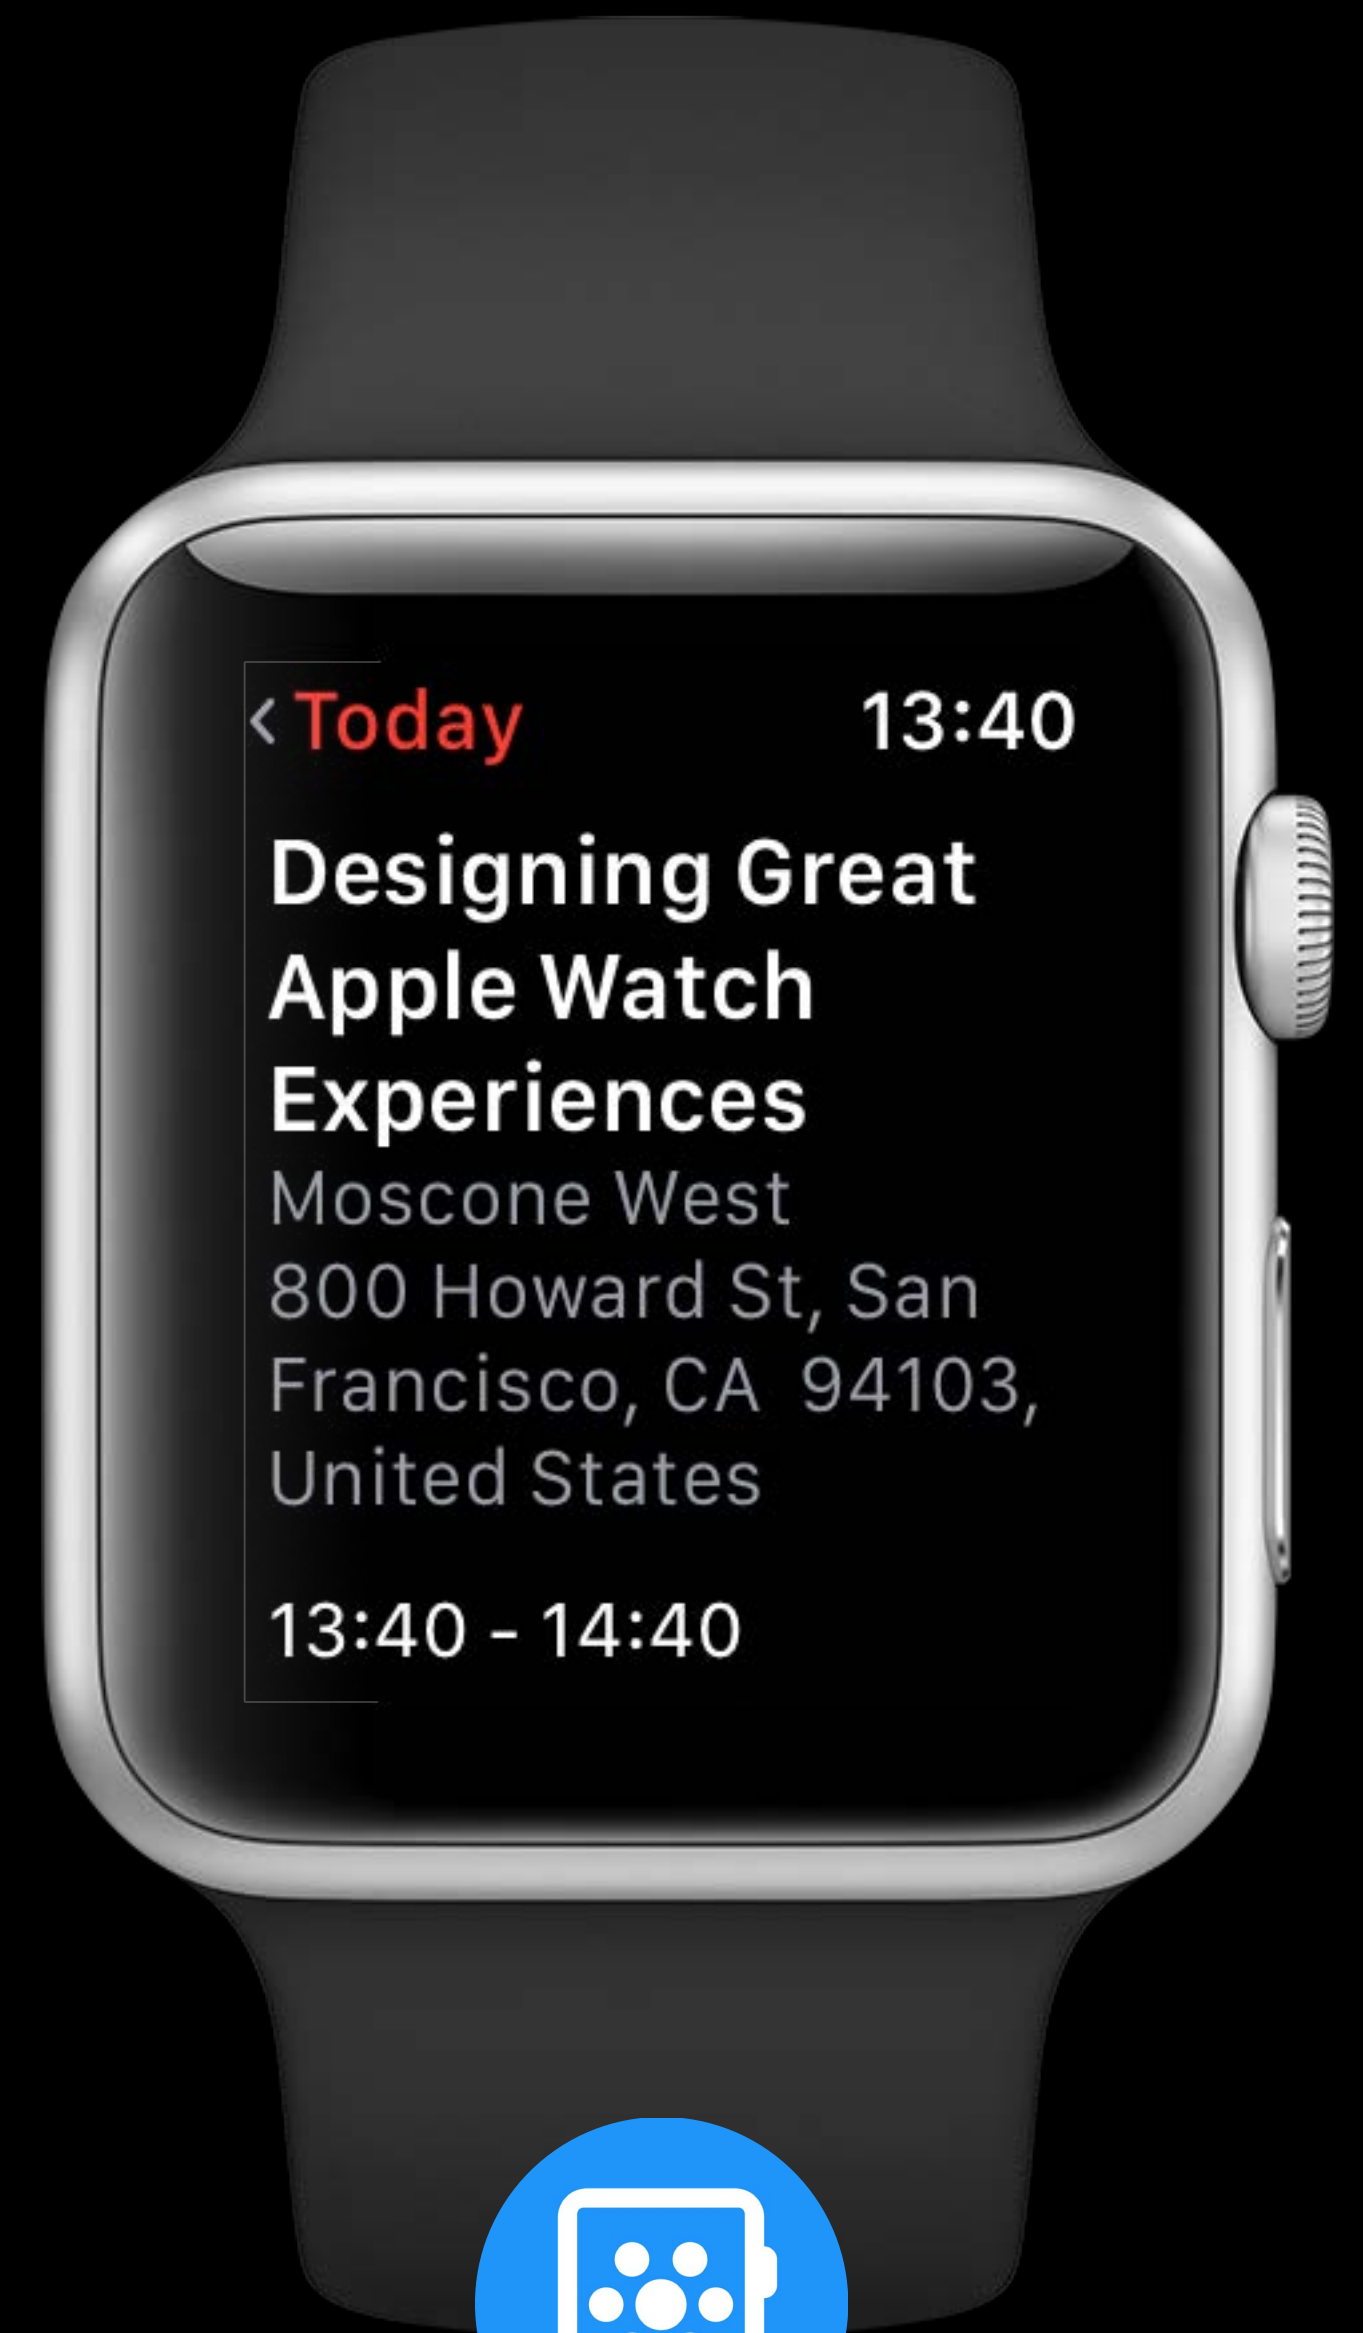 < Today 13:40
Designing Great
Apple Watch
Experiences
Moscone West
800 Howard St, San
Francisco, CA  94103,
United States
13:40 - 14:40